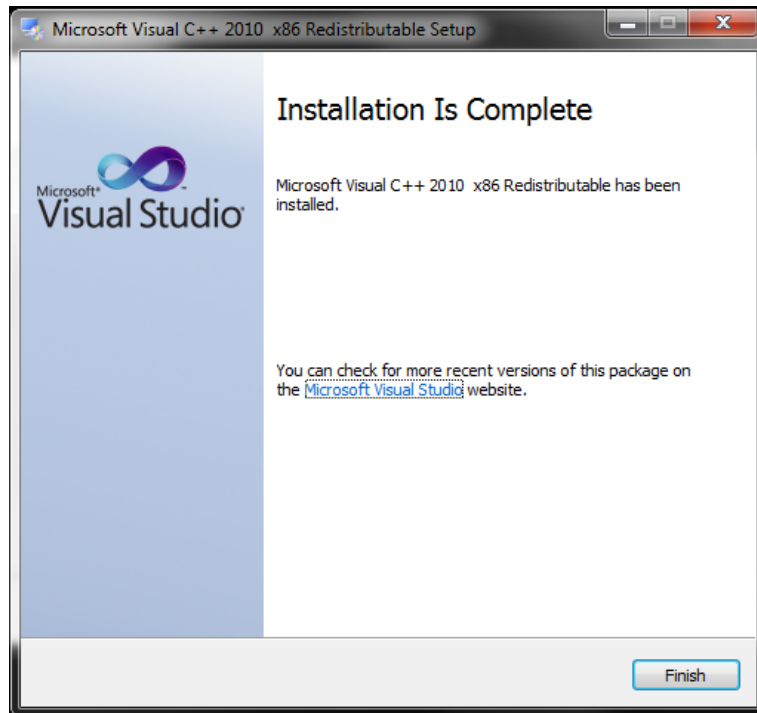 Microsoft Visual C++ 2010  x86 Redistributable Setup
Installation Is Complete
Microsoft®
Visual Studio®
Microsoft Visual C++ 2010  x86 Redistributable has been
installed.
You can check for more recent versions of this package on
the Microsoft Visual Studio website.
Finish